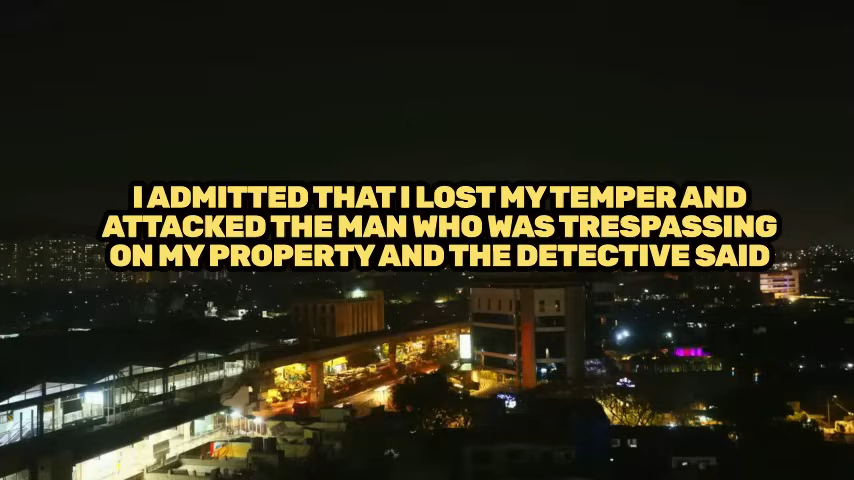 I ADMITTED THAT I LOST MY TEMPER AND
ATTACKED THE MAN WHO WAS TRESPASSING
ON MY PROPERTY AND THE DETECTIVE SAID